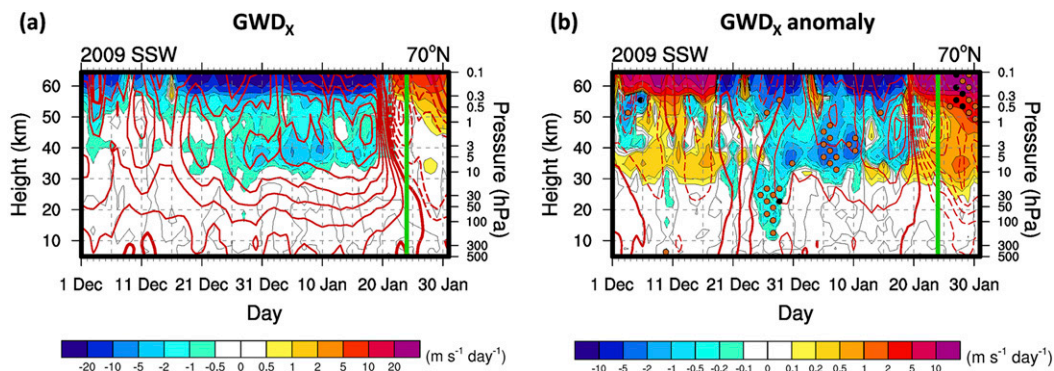 (a) GWDX
2009 SSW 70°N
Height (km)
60
50
40
30
20
10
0.1
0.3
0.5
1
3
5
10
30
50
100
300
500
Pressure (hPa)
1 Dec 11 Dec 21 Dec 31 Dec 10 Jan 20 Jan 30 Jan
Day
-20 -10 -5 -2 -1 -0.5 0 0.5 1 2 5 10 20 (m s⁻¹ day⁻¹)
(b) GWDX anomaly
2009 SSW 70°N
Height (km)
60
50
40
30
20
10
0.1
0.3
0.5
1
3
5
10
30
50
100
300
500
Pressure (hPa)
1 Dec 11 Dec 21 Dec 31 Dec 10 Jan 20 Jan 30 Jan
Day
-10 -5 -2 -1 -0.5 -0.2 -0.1 0 0.1 0.2 0.5 1 2 5 10 (m s⁻¹ day⁻¹)